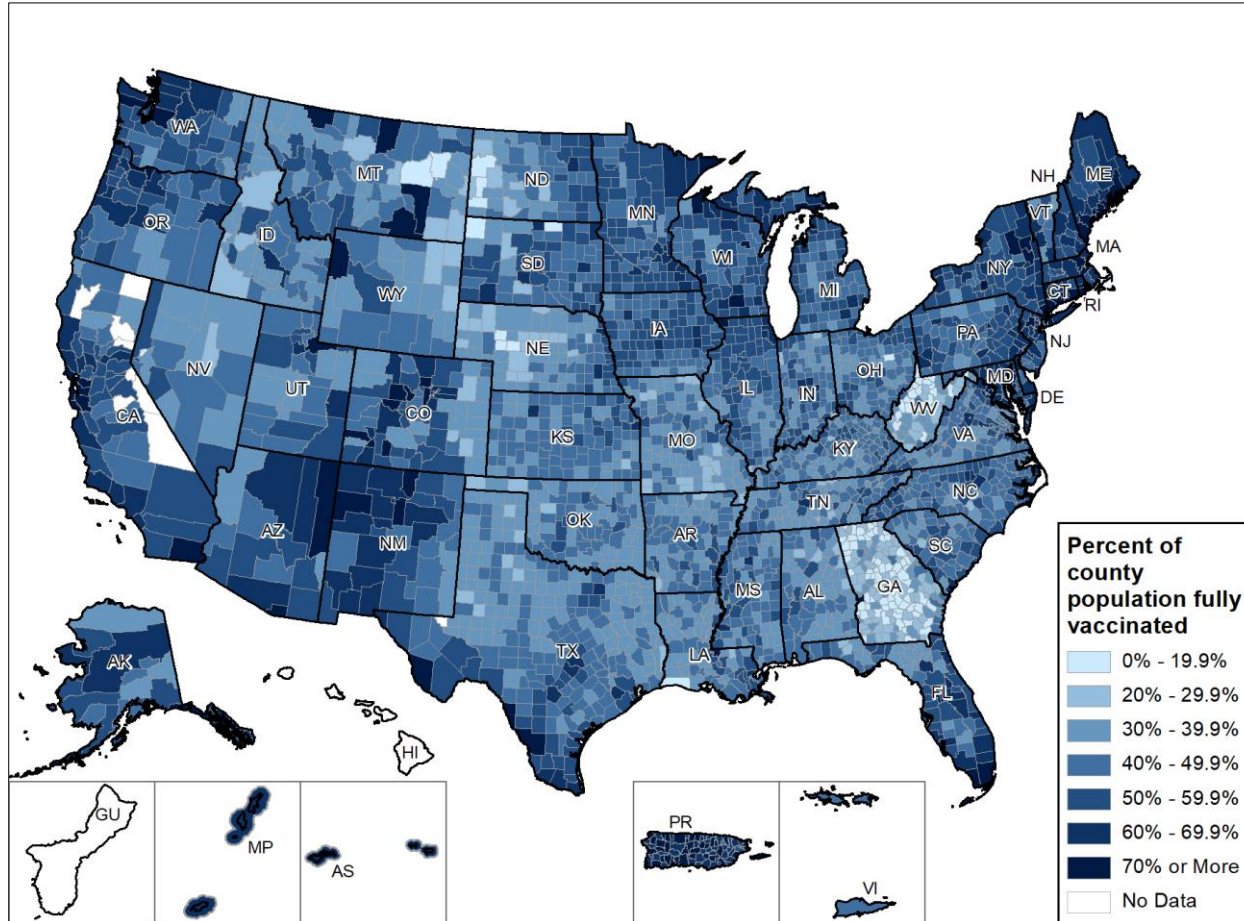 WA
MT
ND
MN
OR
ID
SD
WI
WY
MI
NH
VT
ME
NY
MA
CT
RI
IA
NE
PA
NJ
NV
UT
CO
IL
IN
OH
MD
DE
WV
CA
KS
MO
KY
VA
AZ
NM
OK
AR
TN
NC
SC
MS
AL
GA
TX
LA
FL
AK
HI
GU
MP
AS
PR
VI
Percent of
county
population fully
vaccinated
0% - 19.9%
20% - 29.9%
30% - 39.9%
40% - 49.9%
50% - 59.9%
60% - 69.9%
70% or More
No Data